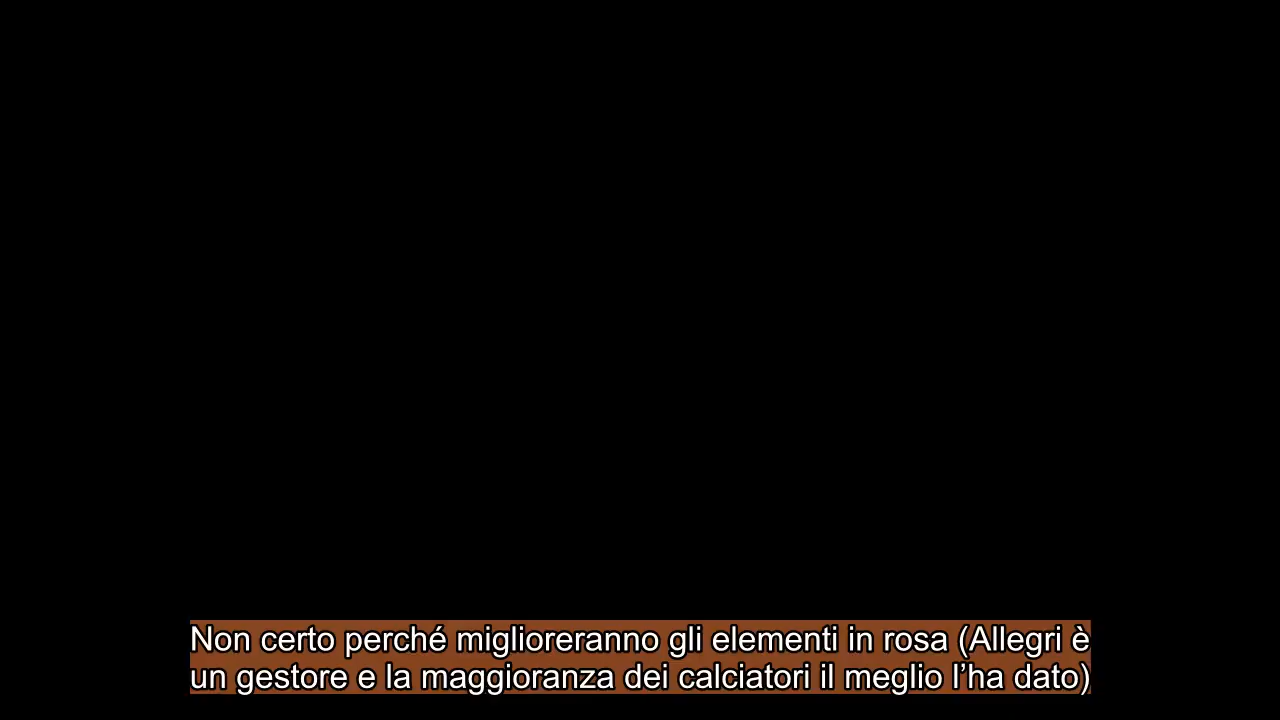 Non certo perché miglioreranno gli elementi in rosa (Allegri è
un gestore e la maggioranza dei calciatori il meglio l’ha dato)